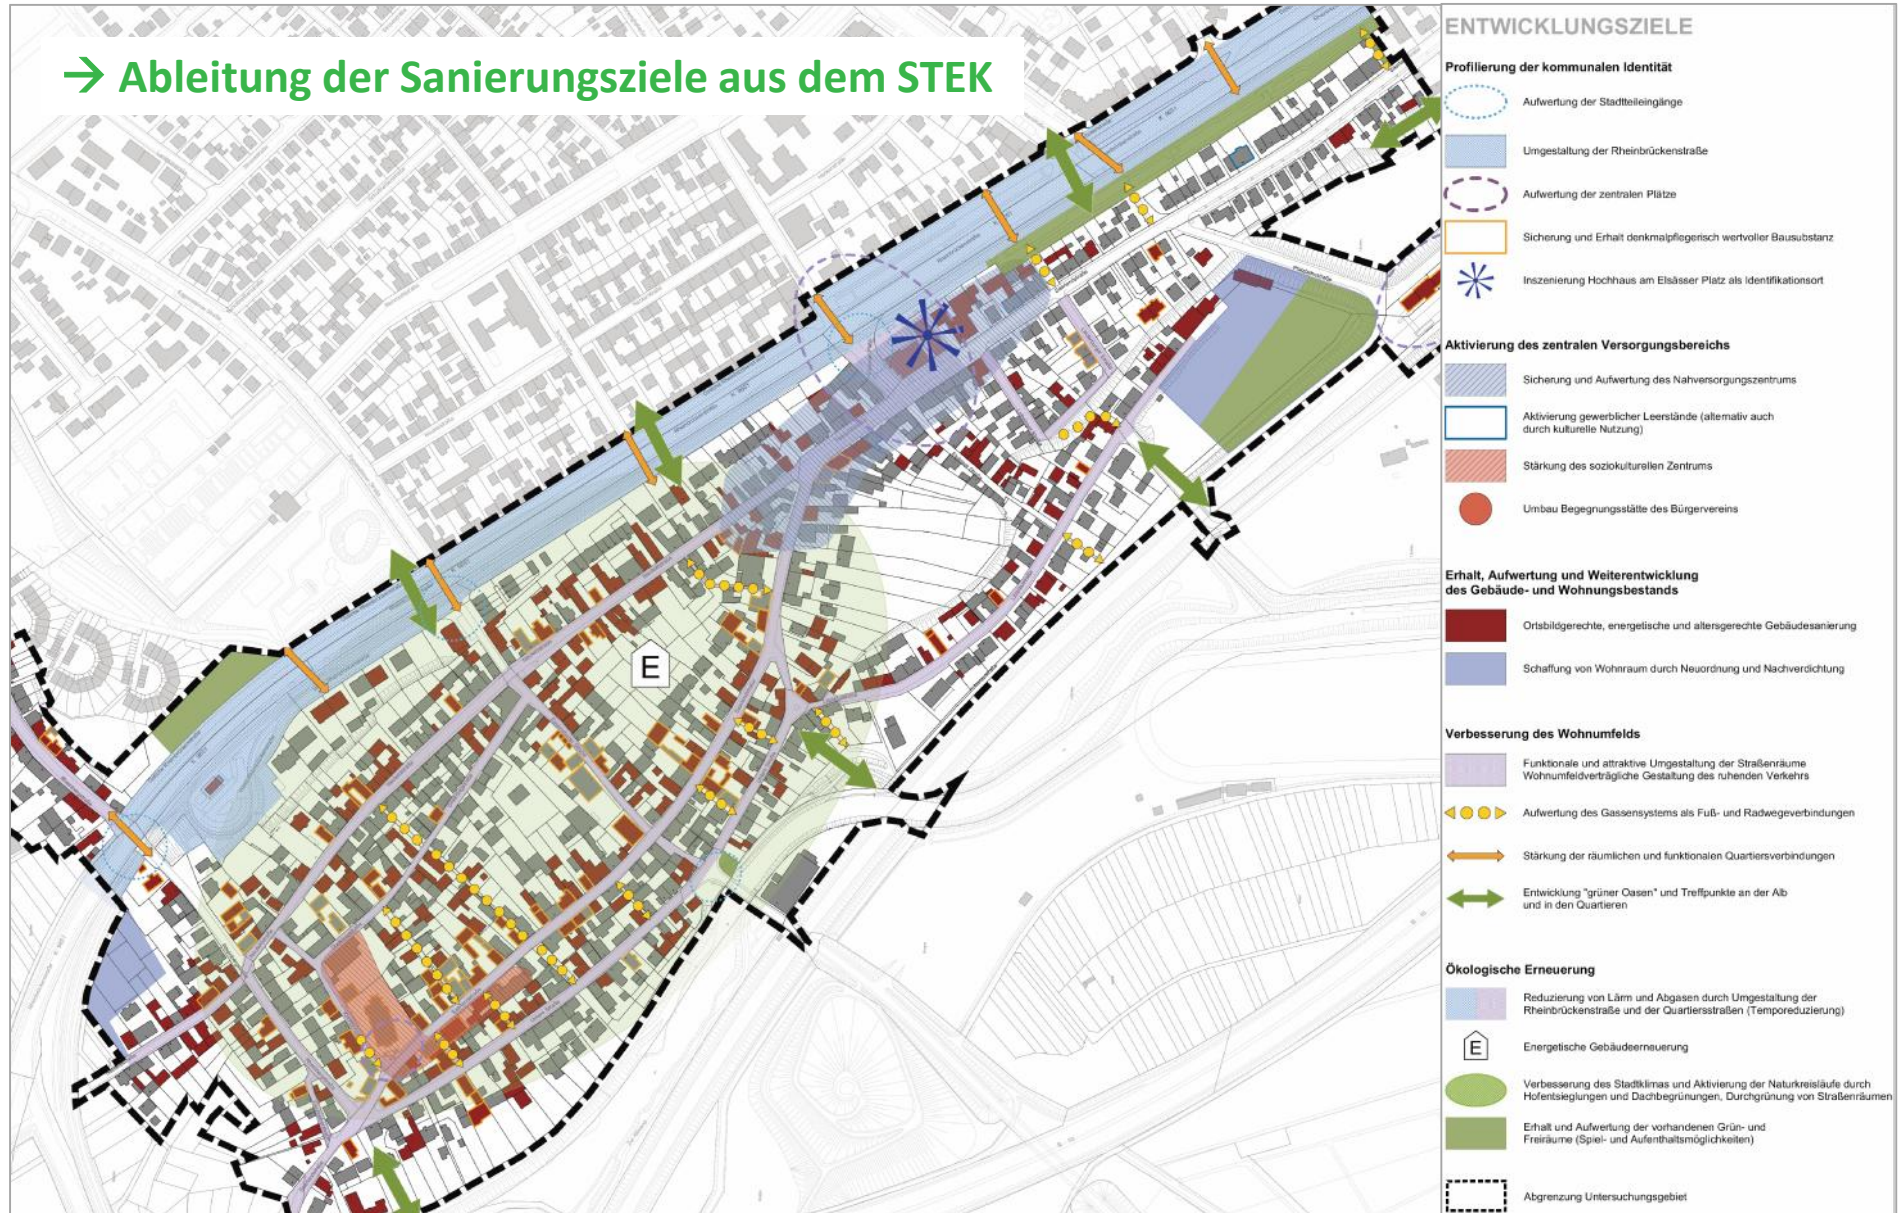 → Ableitung der Sanierungsziele aus dem STEK
E
ENTWICKLUNGSZIELE
Profilierung der kommunalen Identität
Aufwertung der Stadtteileingänge
Umgestaltung der Rheinbrückenstraße
Aufwertung der zentralen Plätze
Sicherung und Erhalt denkmalpflegerisch wertvoller Bausubstanz
Inszenierung Hochhaus am Elsässer Platz als Identifikationsort
Aktivierung des zentralen Versorgungsbereichs
Sicherung und Aufwertung des Nahversorgungszentrums
Aktivierung gewerblicher Leerstände (alternativ auch
durch kulturelle Nutzung)
Stärkung des soziokulturellen Zentrums
Umbau Begegnungsstätte des Bürgervereins
Erhalt, Aufwertung und Weiterentwicklung
des Gebäude- und Wohnungsbestands
Ortsbildgerechte, energetische und altersgerechte Gebäudesanierung
Schaffung von Wohnraum durch Neuordnung und Nachverdichtung
Verbesserung des Wohnumfelds
Funktionale und attraktive Umgestaltung der Straßenräume
Wohnumfeldverträgliche Gestaltung des ruhenden Verkehrs
Aufwertung des Gassensystems als Fuß- und Radwegeverbindungen
Stärkung der räumlichen und funktionalen Quartiersverbindungen
Entwicklung "grüner Oasen" und Treffpunkte an der Alb
und in den Quartieren
Ökologische Erneuerung
Reduzierung von Lärm und Abgasen durch Umgestaltung der
Rheinbrückenstraße und der Quartiersstraßen (Temporeduzierung)
E
Energetische Gebäudeerneuerung
Verbesserung des Stadtklimas und Aktivierung der Naturkreisläufe durch
Hofentsieglungen und Dachbegrünungen, Durchgrünung von Straßenräumen
Erhalt und Aufwertung der vorhandenen Grün- und
Freiräume (Spiel- und Aufenthaltsmöglichkeiten)
Abgrenzung Untersuchungsgebiet